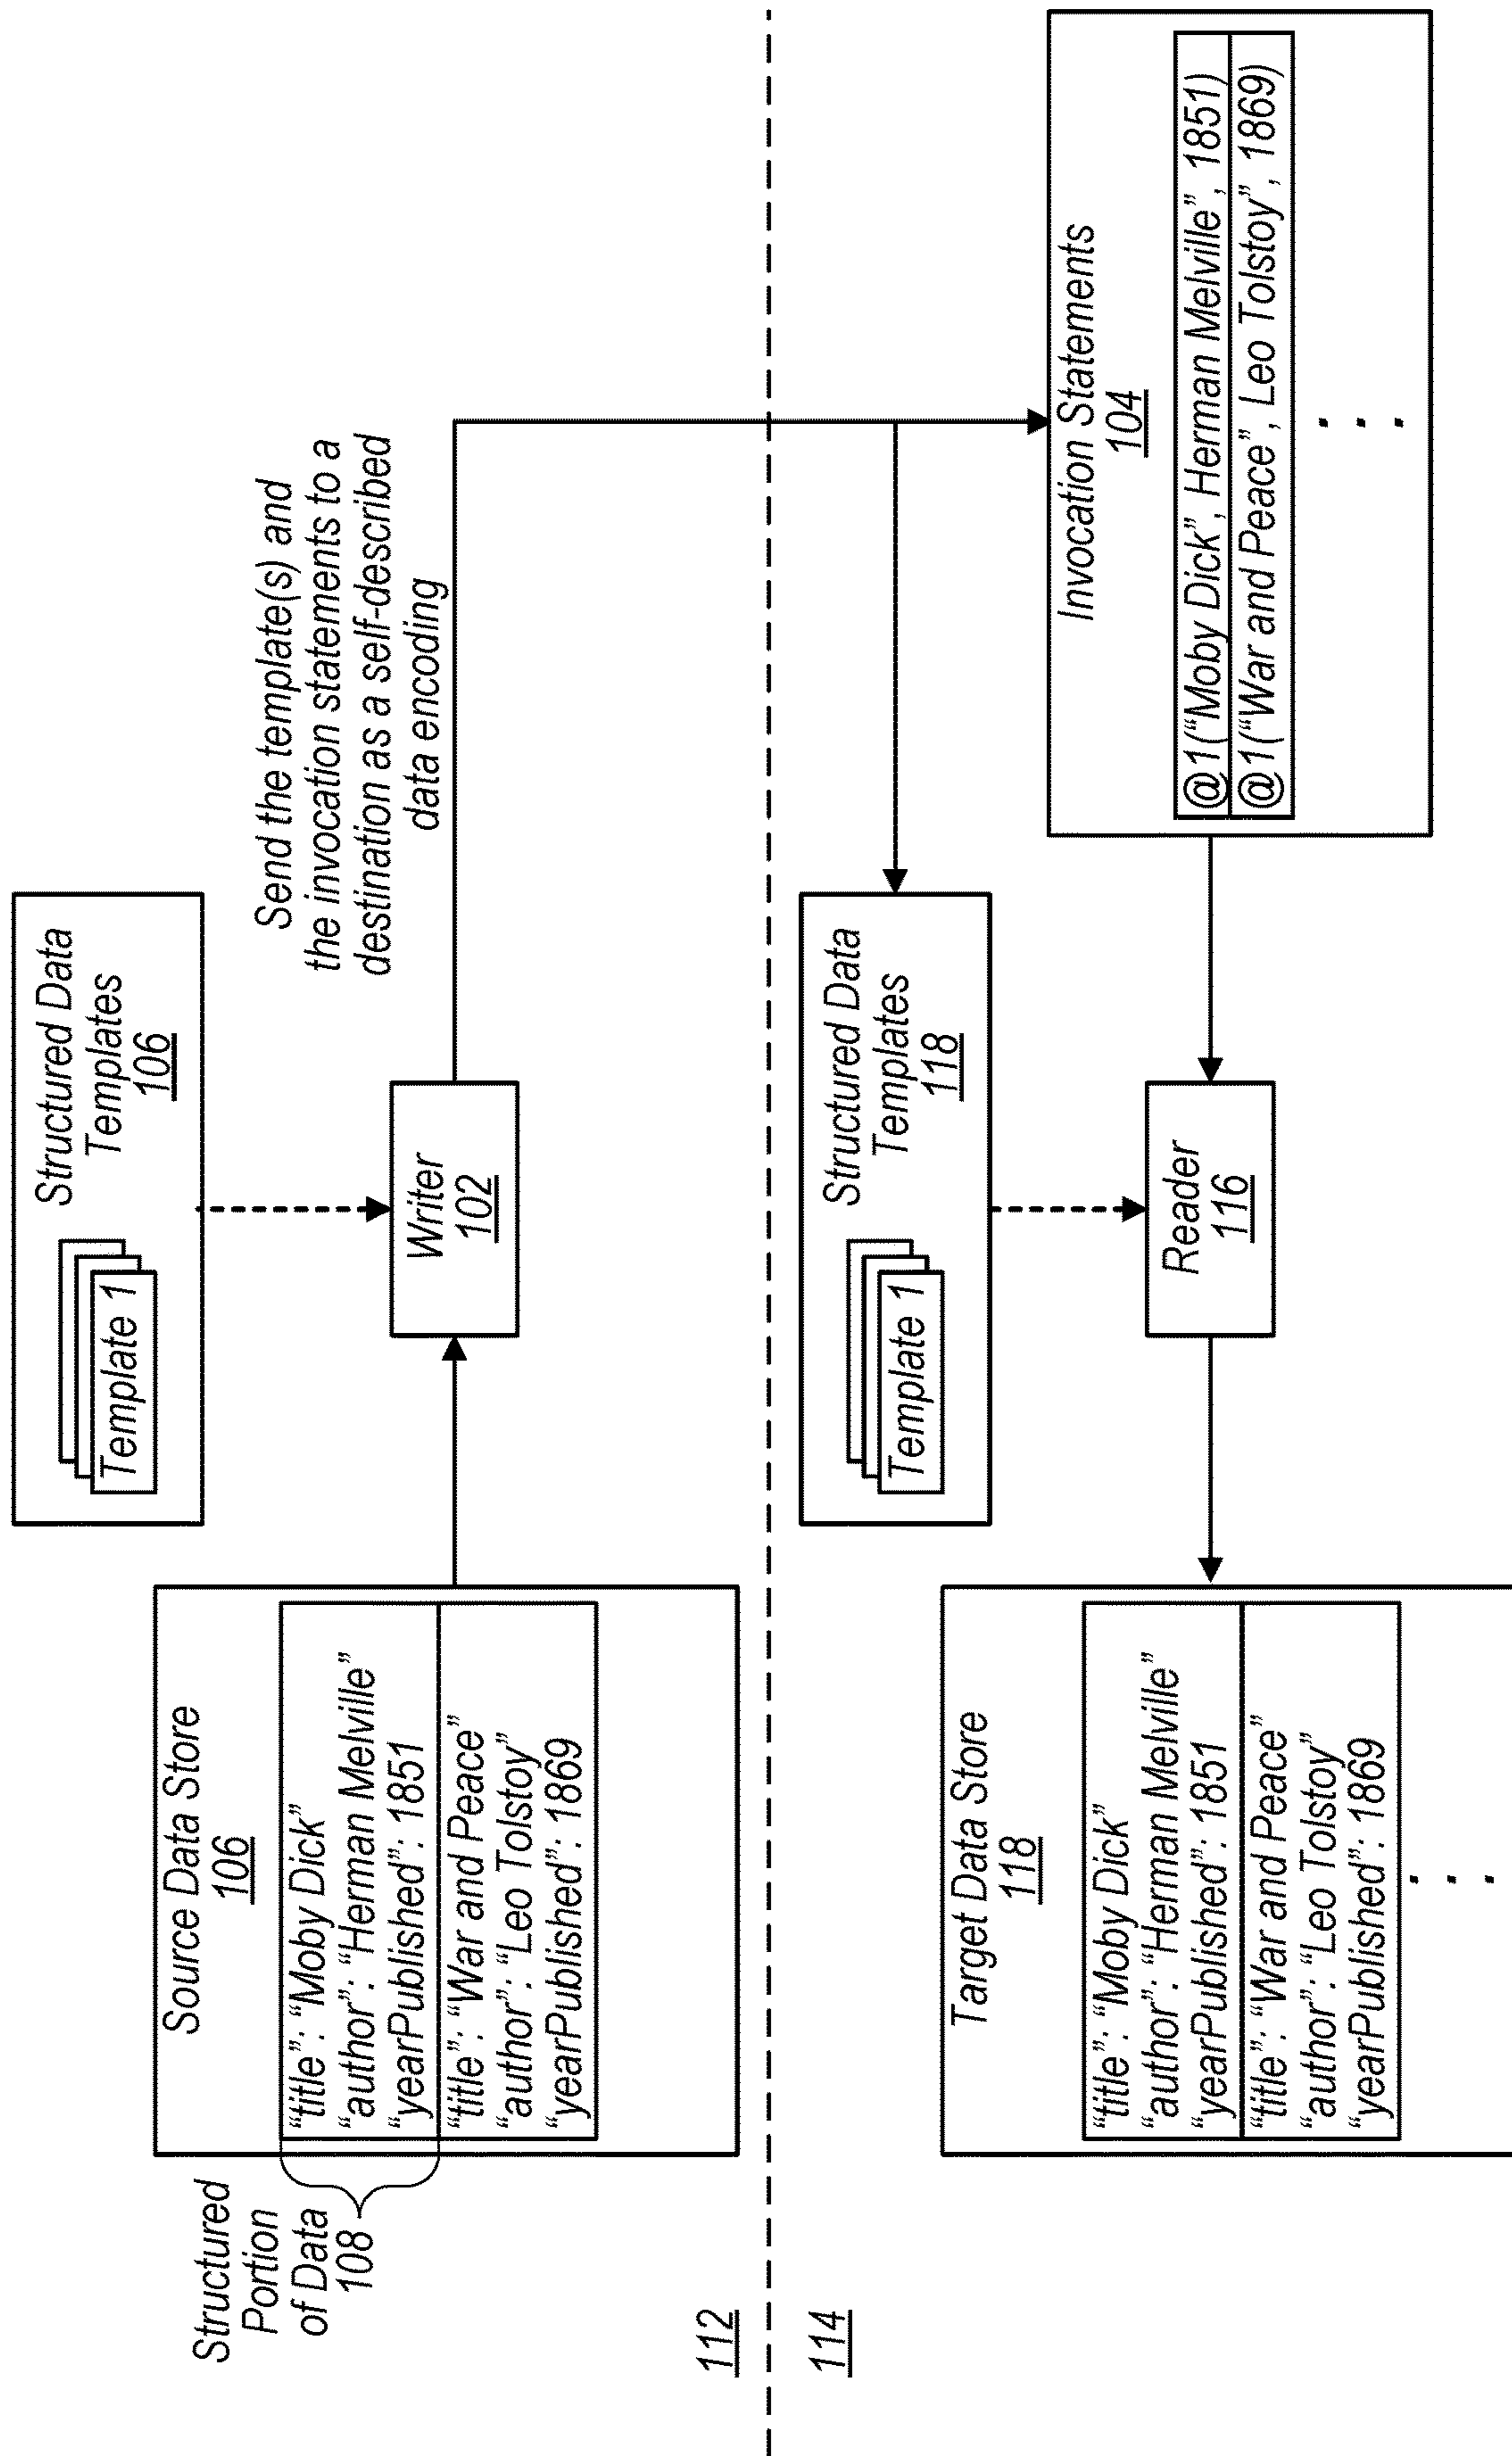 Structured Data
Templates
106
Template 1
Source Data Store
106
“title”: “Moby Dick”
“author”: “Herman Melville”
“yearPublished”: 1851
“title”: “War and Peace”
“author”: “Leo Tolstoy”
“yearPublished”: 1869
Structured
Portion
of Data
108
Writer
102
Send the template(s) and
the invocation statements to a
destination as a self-described
data encoding
112
114
Structured Data
Templates
118
Template 1
Target Data Store
118
“title”: “Moby Dick”
“author”: “Herman Melville”
“yearPublished”: 1851
“title”: “War and Peace”
“author”: “Leo Tolstoy”
“yearPublished”: 1869
. . .
Reader
116
Invocation Statements
104
@1(“Moby Dick”, Herman Melville”, 1851)
@1(“War and Peace”, Leo Tolstoy”, 1869)
. . .